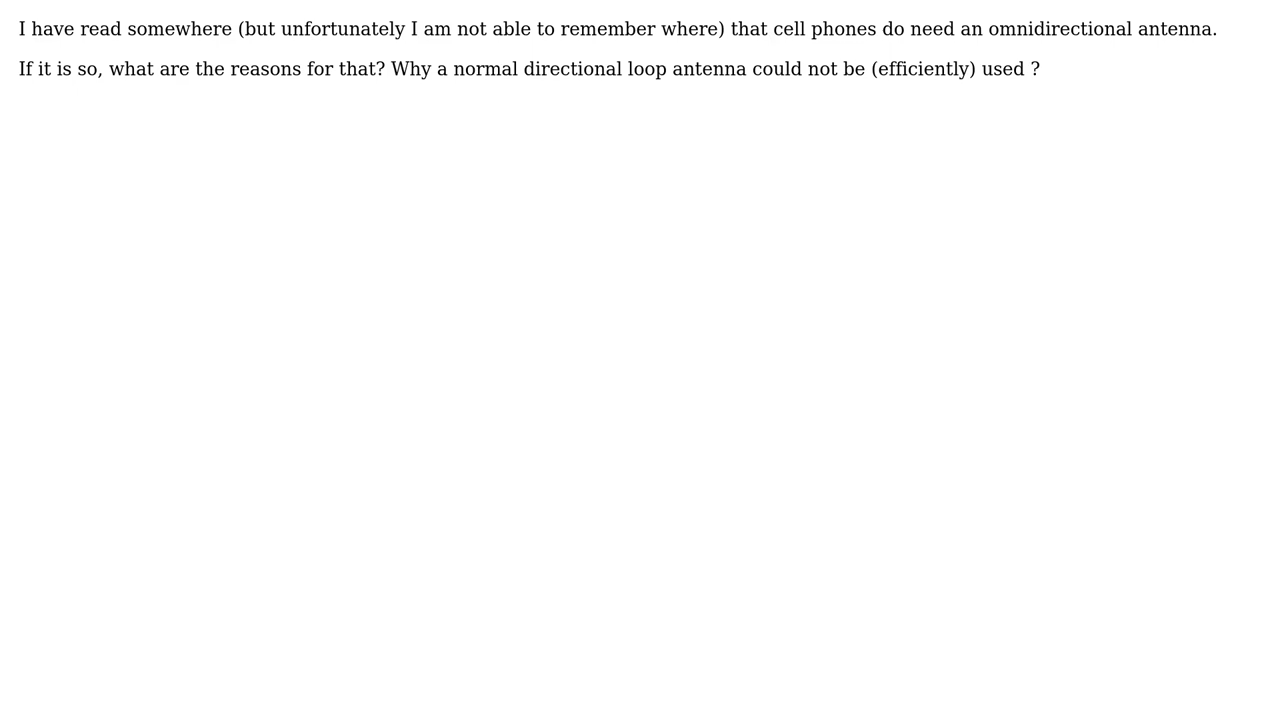 I have read somewhere (but unfortunately I am not able to remember where) that cell phones do need an omnidirectional antenna.
If it is so, what are the reasons for that? Why a normal directional loop antenna could not be (efficiently) used ?